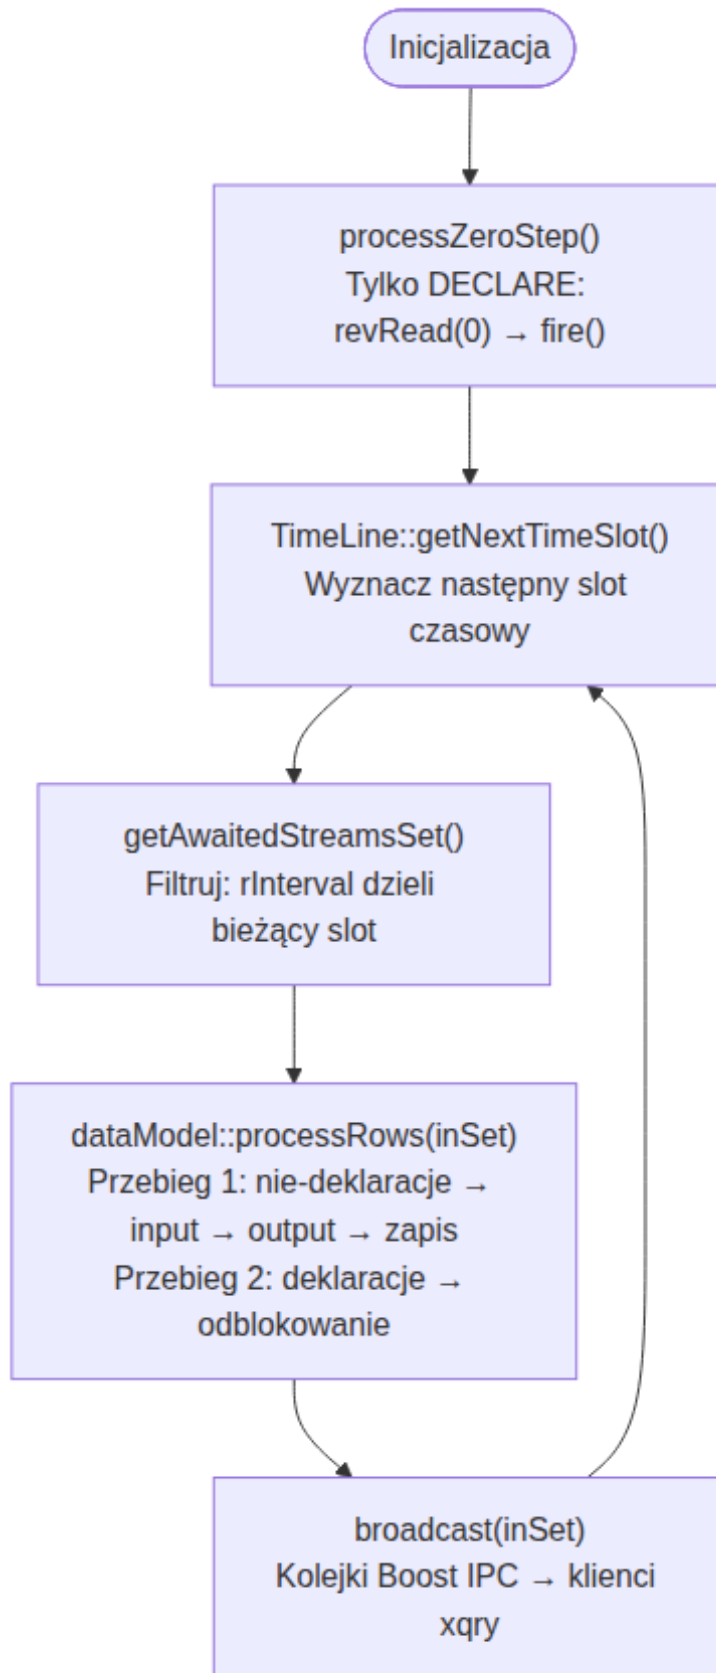 Inicjalizacja
processZeroStep()
Tylko DECLARE:
revRead(0) → fire()
TimeLine::getNextTimeSlot()
Wyznacz następny slot
czasowy
getAwaitedStreamsSet()
Filtruj: rInterval dzieli
bieżący slot
dataModel::processRows(inSet)
Przebieg 1: nie-deklaracje →
input → output → zapis
Przebieg 2: deklaracje →
odblokowanie
broadcast(inSet)
Kolejki Boost IPC → klienci
xqry